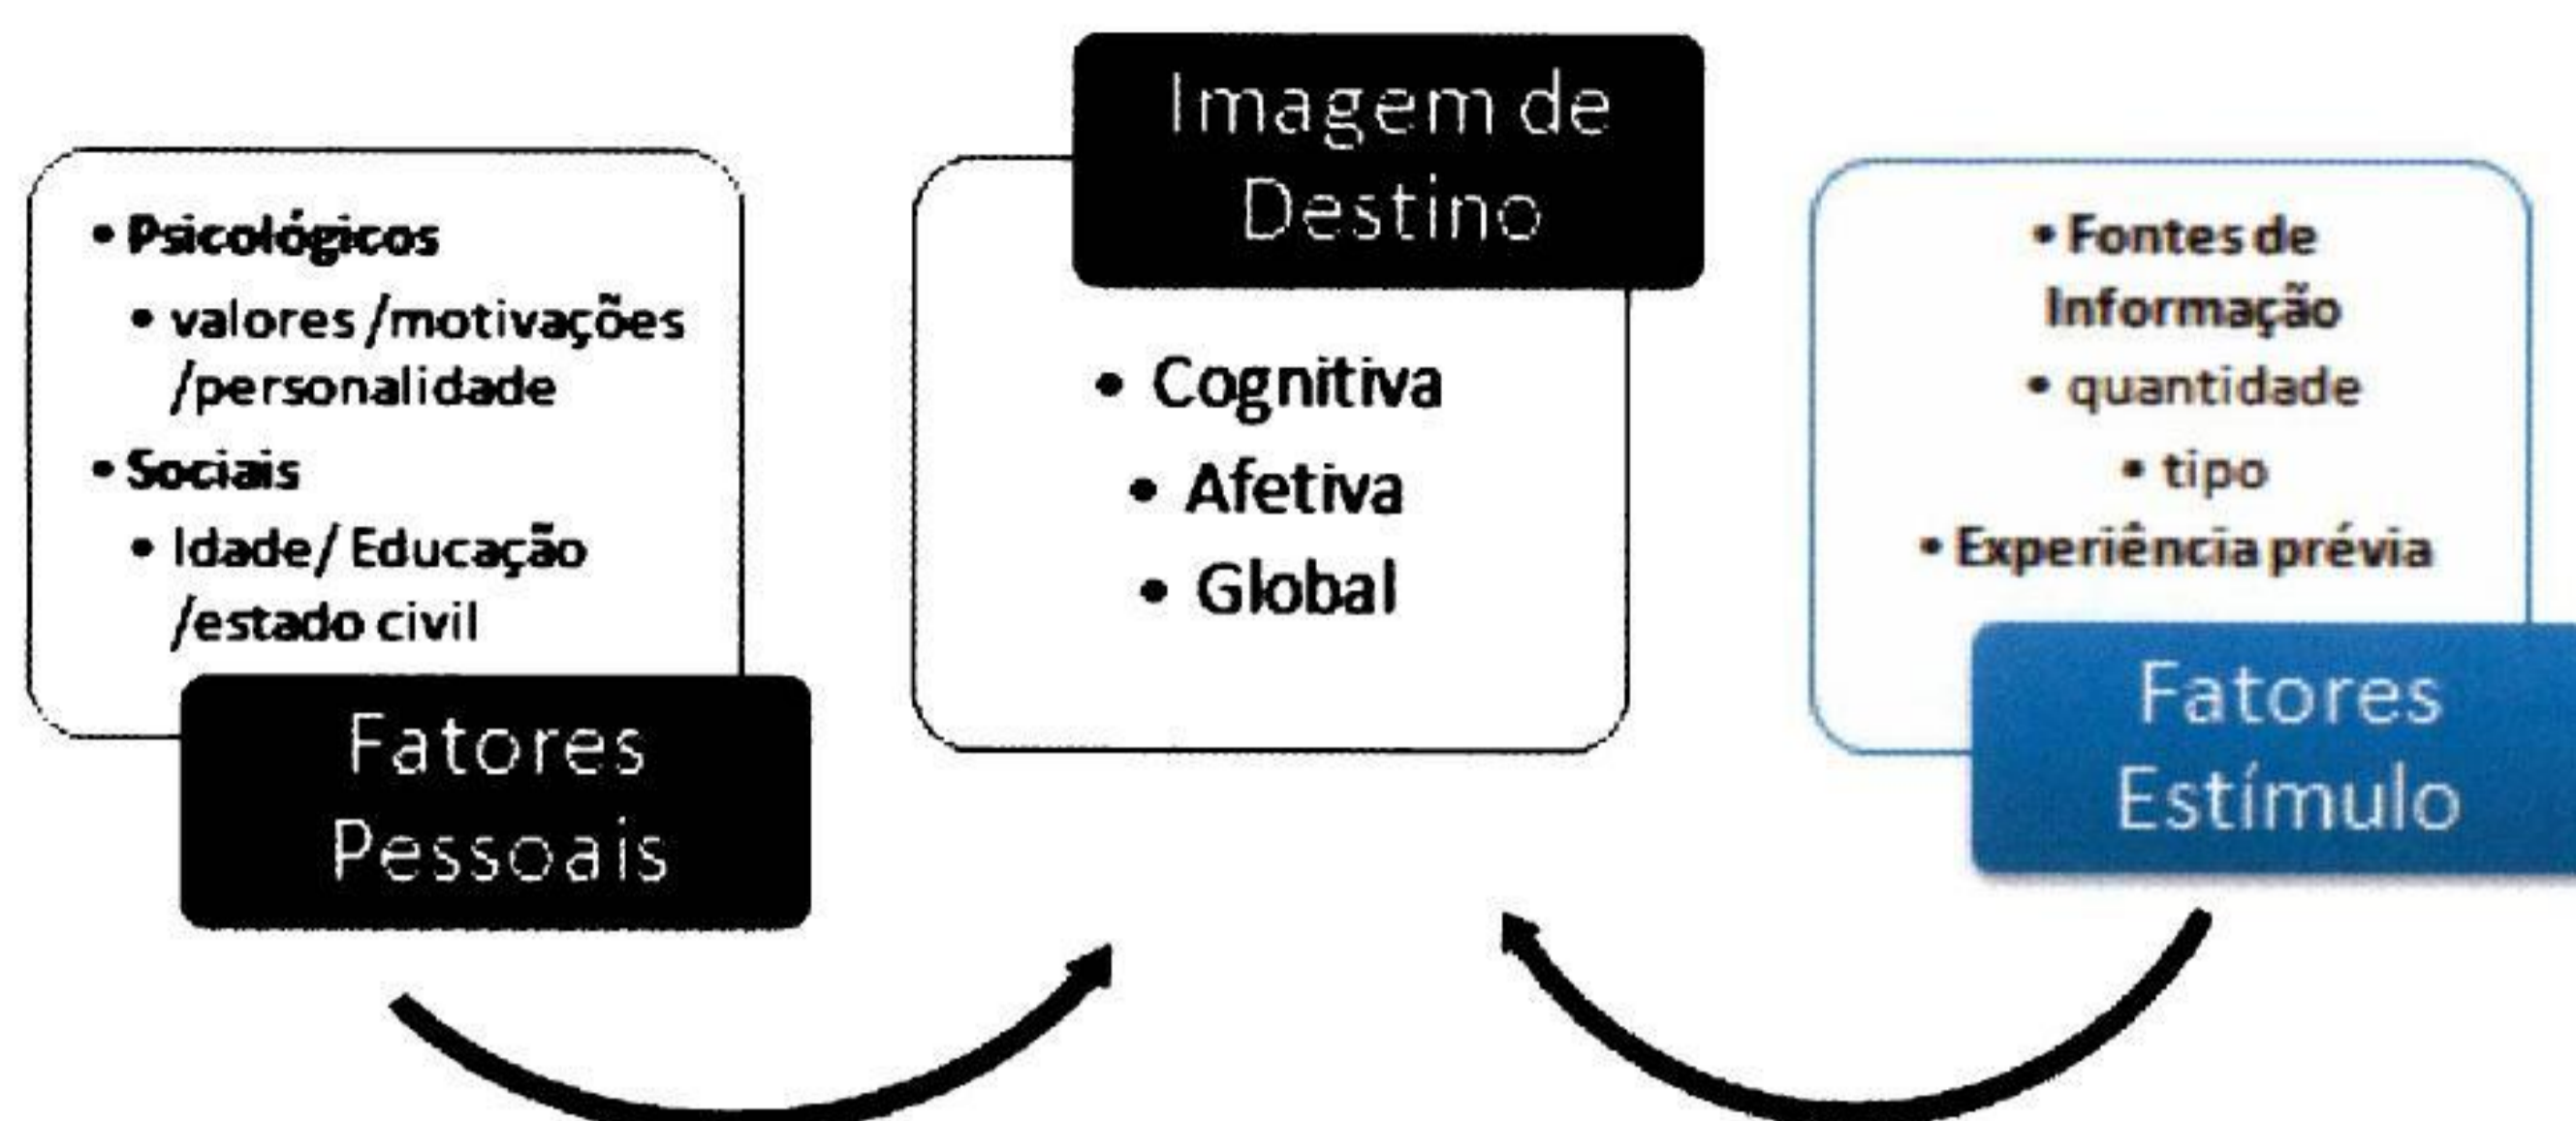 • Psicológicos
• valores /motivações
/personalidade
• Sociais
• Idade/ Educação
/estado civil
Fatores
Pessoais
Imagem de
Destino
• Cognitiva
• Afetiva
• Global
• Fontes de
Informação
• quantidade
• tipo
• Experiência prévia
Fatores
Estímulo